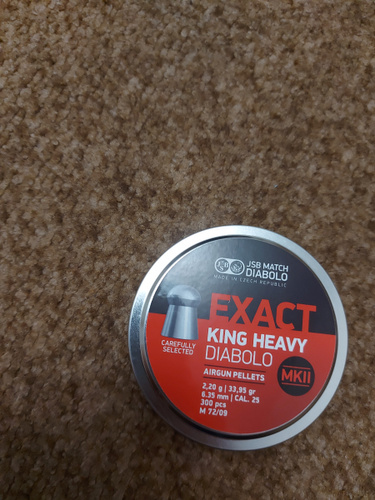 JSB MATCH
DIABOLO
MADE IN CZECH REPUBLIC
EXACT
KING HEAVY
DIABOLO
CAREFULLY
SELECTED
AIRGUN PELLETS
MKII
2,20 g | 33,95 gr
6.35 mm | CAL. 25
300 pcs
M 72/09